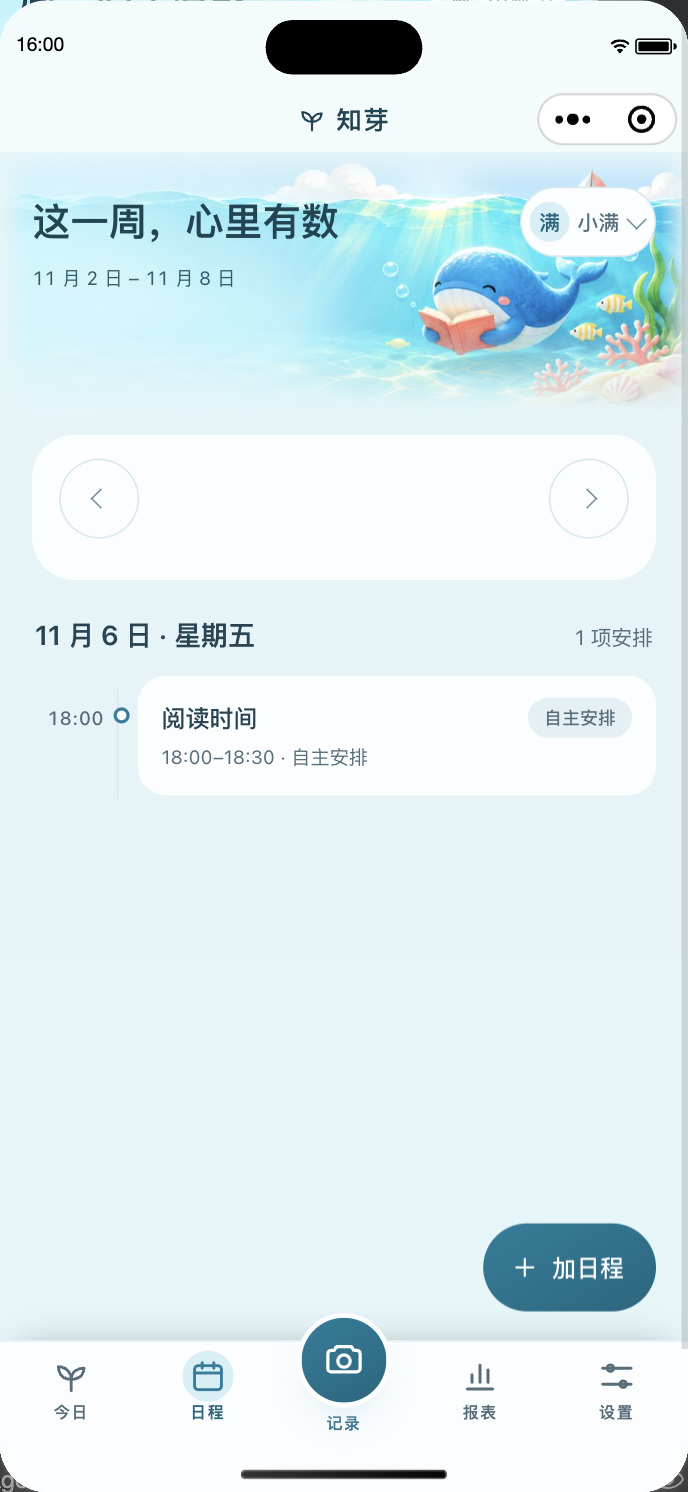 16:00
知芽
这一周，心里有数
满 小满
11 月 2 日 – 11 月 8 日
11 月 6 日 · 星期五
1 项安排
18:00
阅读时间
自主安排
18:00–18:30 · 自主安排
+ 加日程
今日
日程
记录
报表
设置